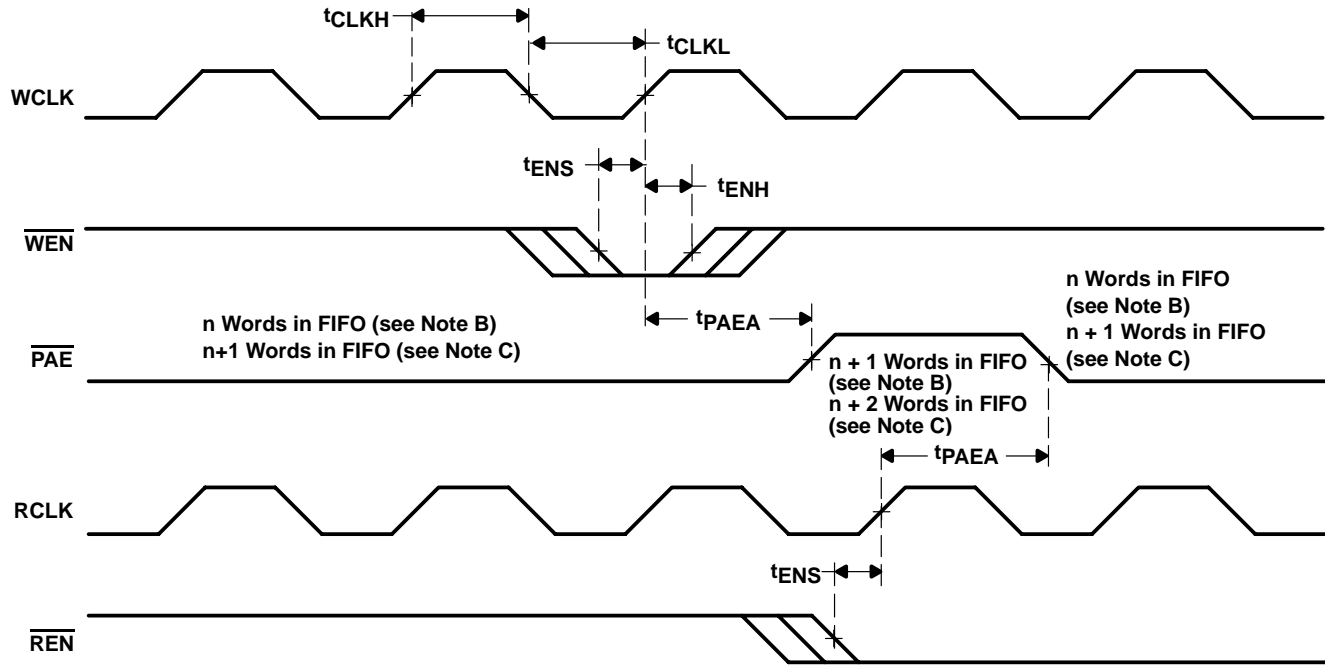 tCLKH
tCLKL
WCLK
tENS
tENH
WEN
n Words in FIFO (see Note B)
n+1 Words in FIFO (see Note C)
tPAEA
n Words in FIFO
(see Note B)
n + 1 Words in FIFO
(see Note C)
PAE
n + 1 Words in FIFO
(see Note B)
n + 2 Words in FIFO
(see Note C)
tPAEA
RCLK
tENS
REN